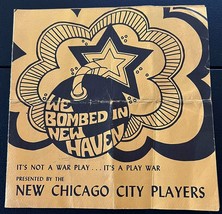 WE
BOMBED IN
NEW
HAVEN
IT'S NOT A WAR PLAY . . . IT'S A PLAY WAR
PRESENTED BY THE
NEW CHICAGO CITY PLAYERS